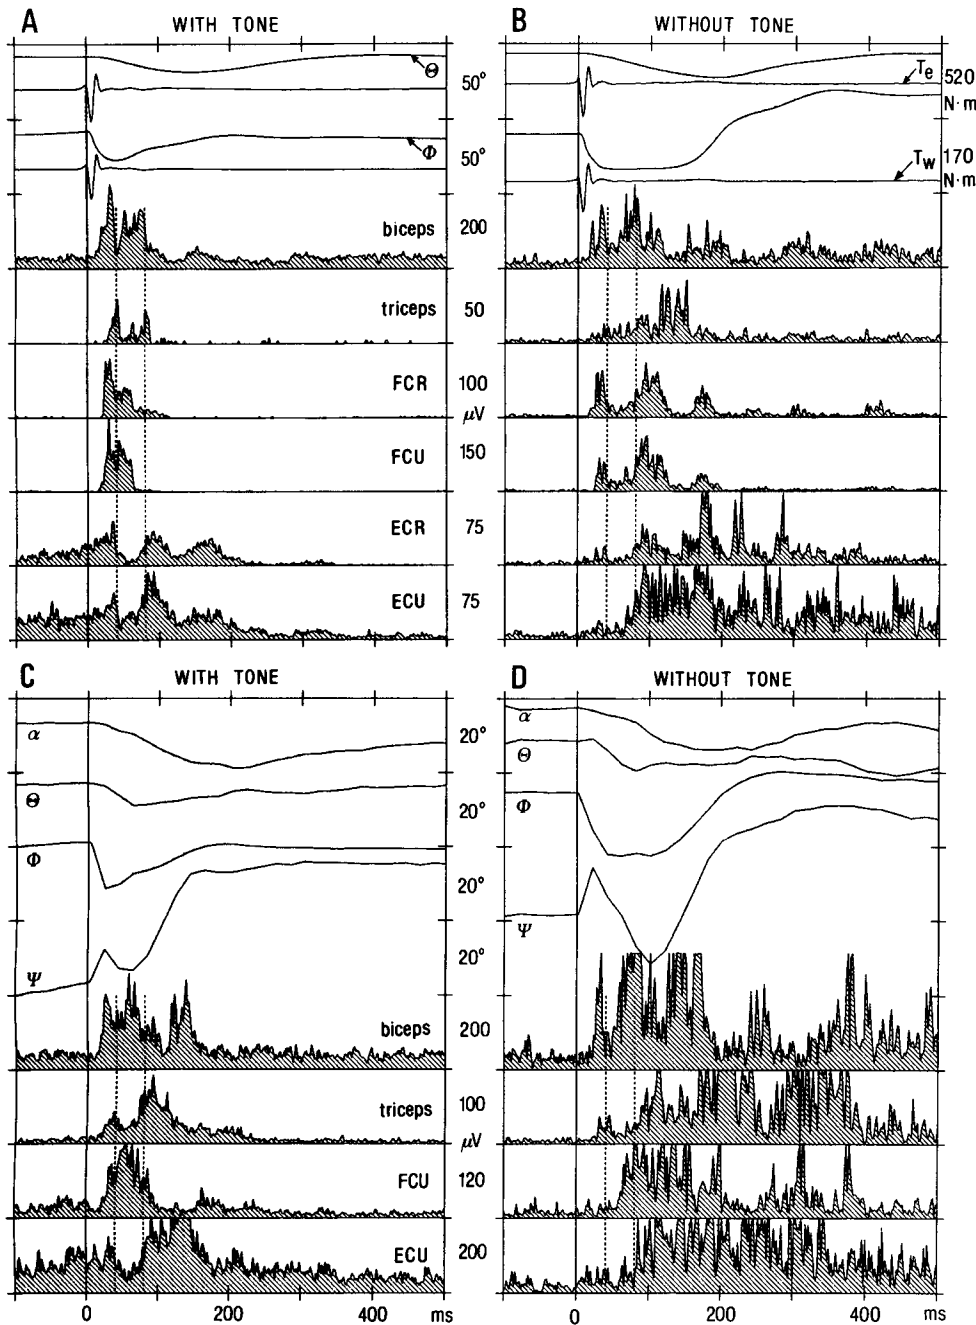 A WITH TONE
B WITHOUT TONE
Θ
50°
Φ
50°
Te
520
N·m
Tw
170
N·m
biceps 200
triceps 50
FCR 100
μV
FCU 150
ECR 75
ECU 75
C WITH TONE
D WITHOUT TONE
α 20° α
Θ 20° Θ
Φ 20° Φ
Ψ 20° Ψ
biceps 200
triceps 100
μV
FCU 120
ECU 200
0 200 400 ms 0 200 400 ms